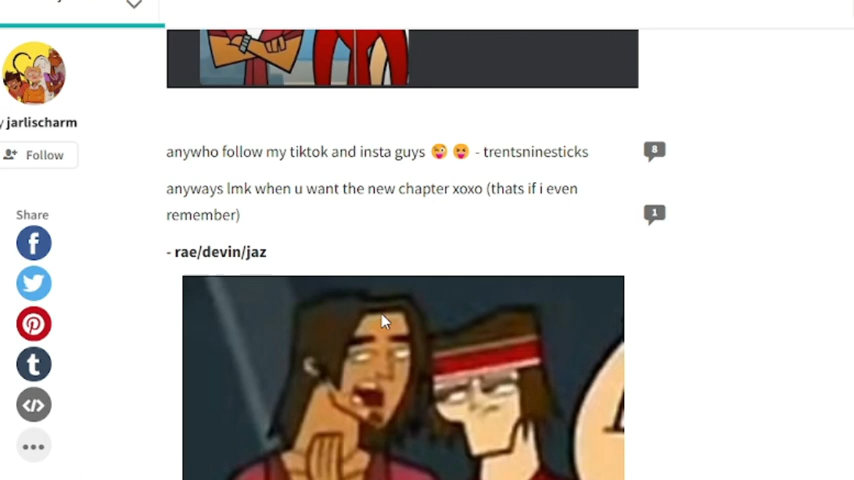 y jarlischarm
Follow
Share
anywho follow my tiktok and insta guys 😜 😝 - trentsninesticks
8
anyways lmk when u want the new chapter xoxo (thats if i even
remember)
1
- rae/devin/jaz